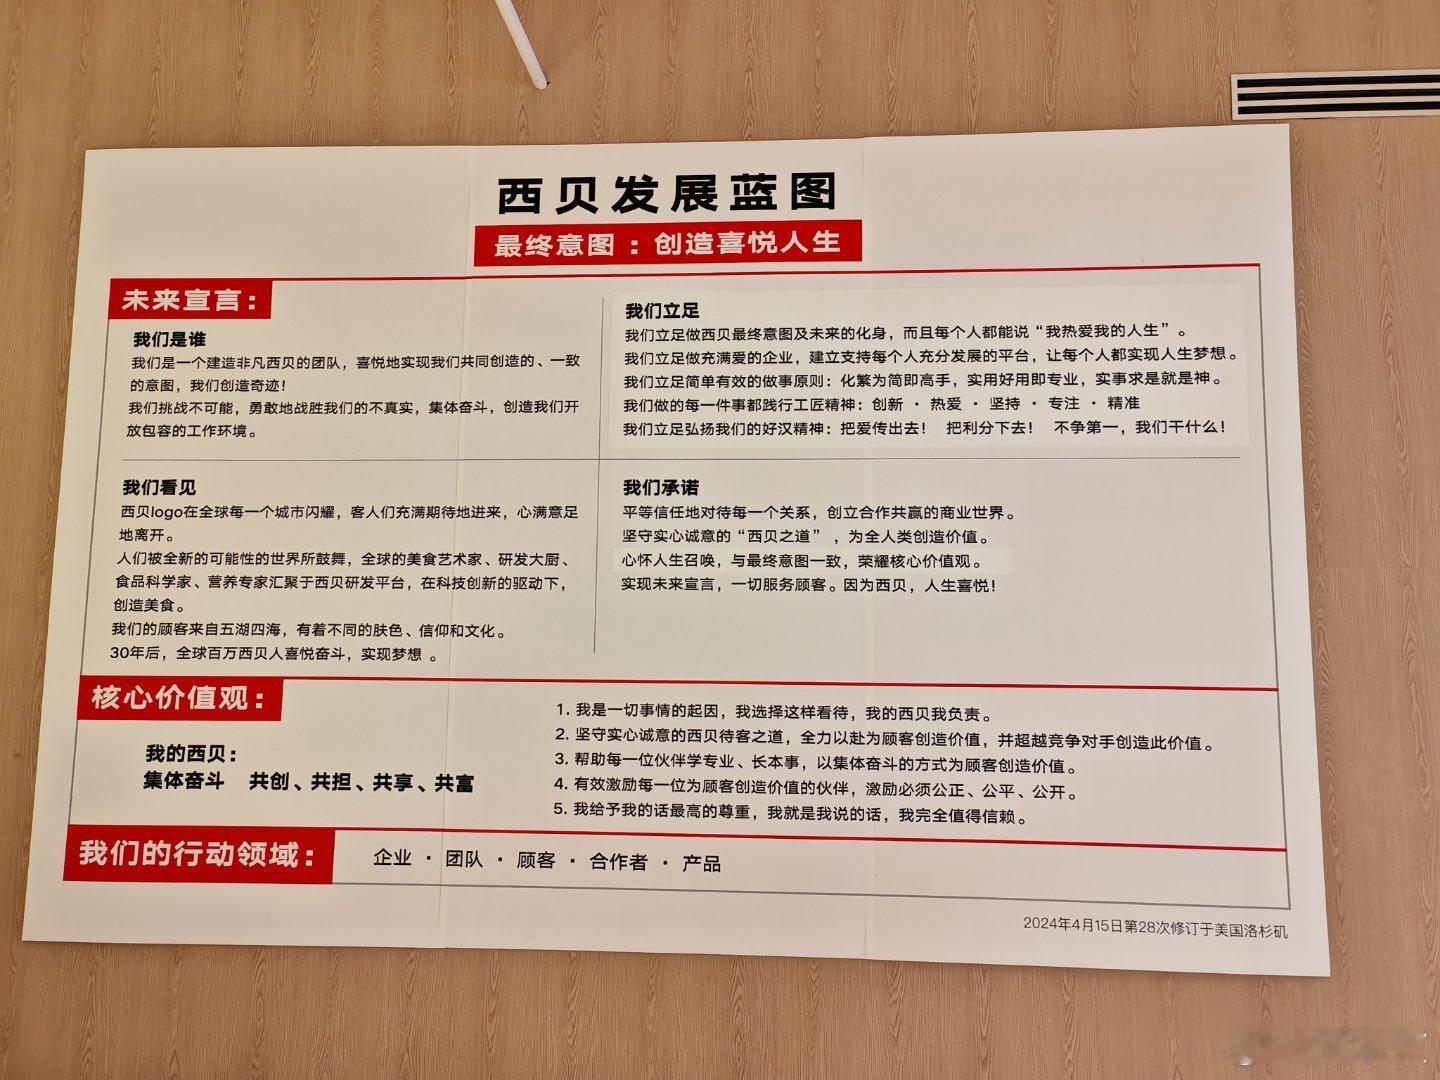 西贝发展蓝图
最终意图：创造喜悦人生
未来宣言：
我们是谁
我们是一个建造非凡西贝的团队，喜悦地实现我们共同创造的、一致
的意图，我们创造奇迹！
我们挑战不可能，勇敢地战胜我们的不真实，集体奋斗，创造我们开
放包容的工作环境。
我们立足
我们立足做西贝最终意图及未来的化身，而且每个人都能说“我热爱我的人生”。
我们立足做充满爱的企业，建立支持每个人充分发展的平台，让每个人都实现人生梦想。
我们立足简单有效的做事原则：化繁为简即高手，实用好用即专业，实事求是就是神。
我们做的每一件事都践行工匠精神：创新 · 热爱 · 坚持 · 专注 · 精准
我们立足弘扬我们的好汉精神：把爱传出去！ 把利分下去！ 不争第一，我们干什么！
我们看见
西贝logo在全球每一个城市闪耀，客人们充满期待地进来，心满意足
地离开。
人们被全新的可能性的世界所鼓舞，全球的美食艺术家、研发大厨、
食品科学家、营养专家汇聚于西贝研发平台，在科技创新的驱动下，
创造美食。
我们的顾客来自五湖四海，有着不同的肤色、信仰和文化。
30年后，全球百万西贝人喜悦奋斗，实现梦想 。
我们承诺
平等信任地对待每一个关系，创立合作共赢的商业世界。
坚守实心诚意的“西贝之道” ，为全人类创造价值。
心怀人生召唤，与最终意图一致，荣耀核心价值观。
实现未来宣言，一切服务顾客。因为西贝，人生喜悦！
核心价值观：
我的西贝：
集体奋斗 共创、共担、共享、共富
1. 我是一切事情的起因，我选择这样看待，我的西贝我负责。
2. 坚守实心诚意的西贝待客之道，全力以赴为顾客创造价值，并超越竞争对手创造此价值。
3. 帮助每一位伙伴学专业、长本事，以集体奋斗的方式为顾客创造价值。
4. 有效激励每一位为顾客创造价值的伙伴，激励必须公正、公平、公开。
5. 我给予我的话最高的尊重，我就是我说的话，我完全值得信赖。
我们的行动领域：
企业 · 团队 · 顾客 · 合作者 · 产品
2024年4月15日第28次修订于美国洛杉矶